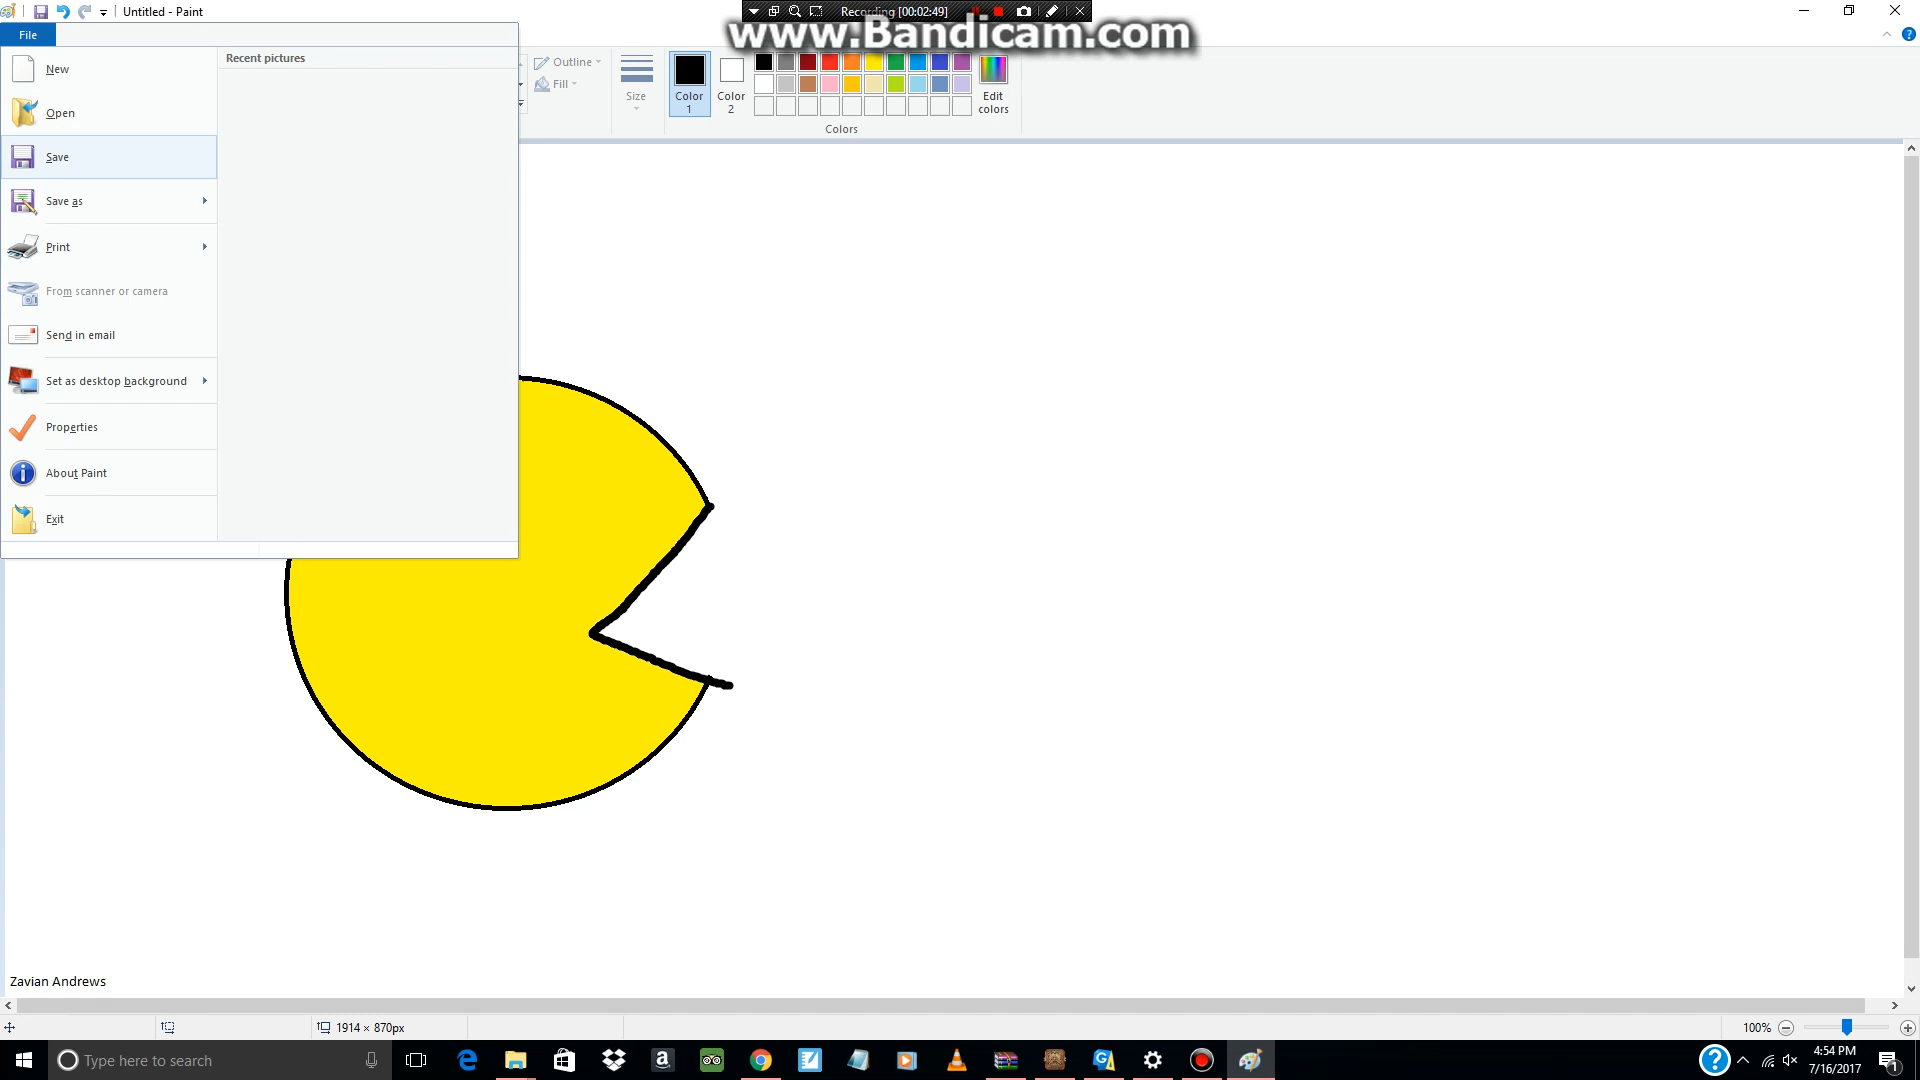 Untitled - Paint
Recording [00:02:49]
www.Bandicam.com
File
New
Recent pictures
Open
Save
Save as
Print
From scanner or camera
Send in email
Set as desktop background
Properties
About Paint
Exit
Outline
Fill
Size
Color 1
Color 2
Edit colors
Colors
Zavian Andrews
1914 × 870px
100%
Type here to search
4:54 PM
7/16/2017